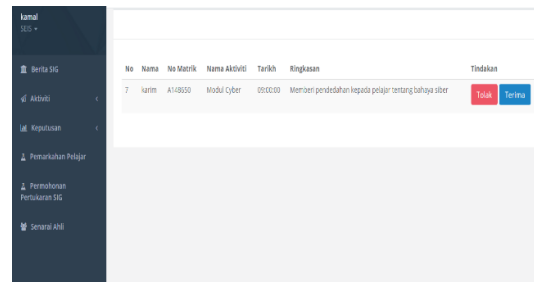 kamal
SEIS
Berita SIG
Aktiviti
Keputusan
Pemarkahan Pelajar
Permohonan
Pertukaran SIG
Senarai Ahli
No Nama No Matrik Nama Aktiviti Tarikh Ringkasan Tindakan
7 karim A148650 Modul Cyber 09:00:00 Memberi pendedahan kepada pelajar tentang bahaya siber Tolak Terima